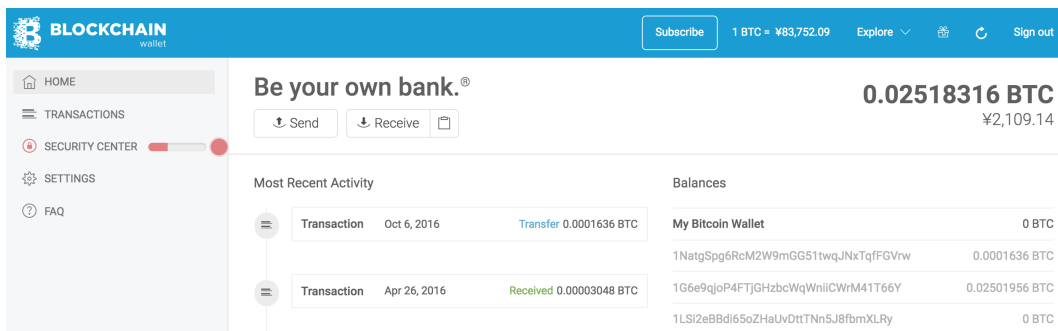 BLOCKCHAIN
wallet
Subscribe 1 BTC = ¥83,752.09 Explore Sign out
HOME
TRANSACTIONS
SECURITY CENTER
SETTINGS
FAQ
Be your own bank.®
Send Receive
0.02518316 BTC
¥2,109.14
Most Recent Activity
Transaction Oct 6, 2016 Transfer 0.0001636 BTC
Transaction Apr 26, 2016 Received 0.00003048 BTC
Balances
My Bitcoin Wallet 0 BTC
1NatgSpg6RcM2W9mGG51twqJNxTqfFGVrw 0.0001636 BTC
1G6e9qjoP4FTjGHzbcWqWniiCWrM41T66Y 0.02501956 BTC
1LSi2eBBdi65oZHaUvDttTNn5J8fbmXLRy 0 BTC